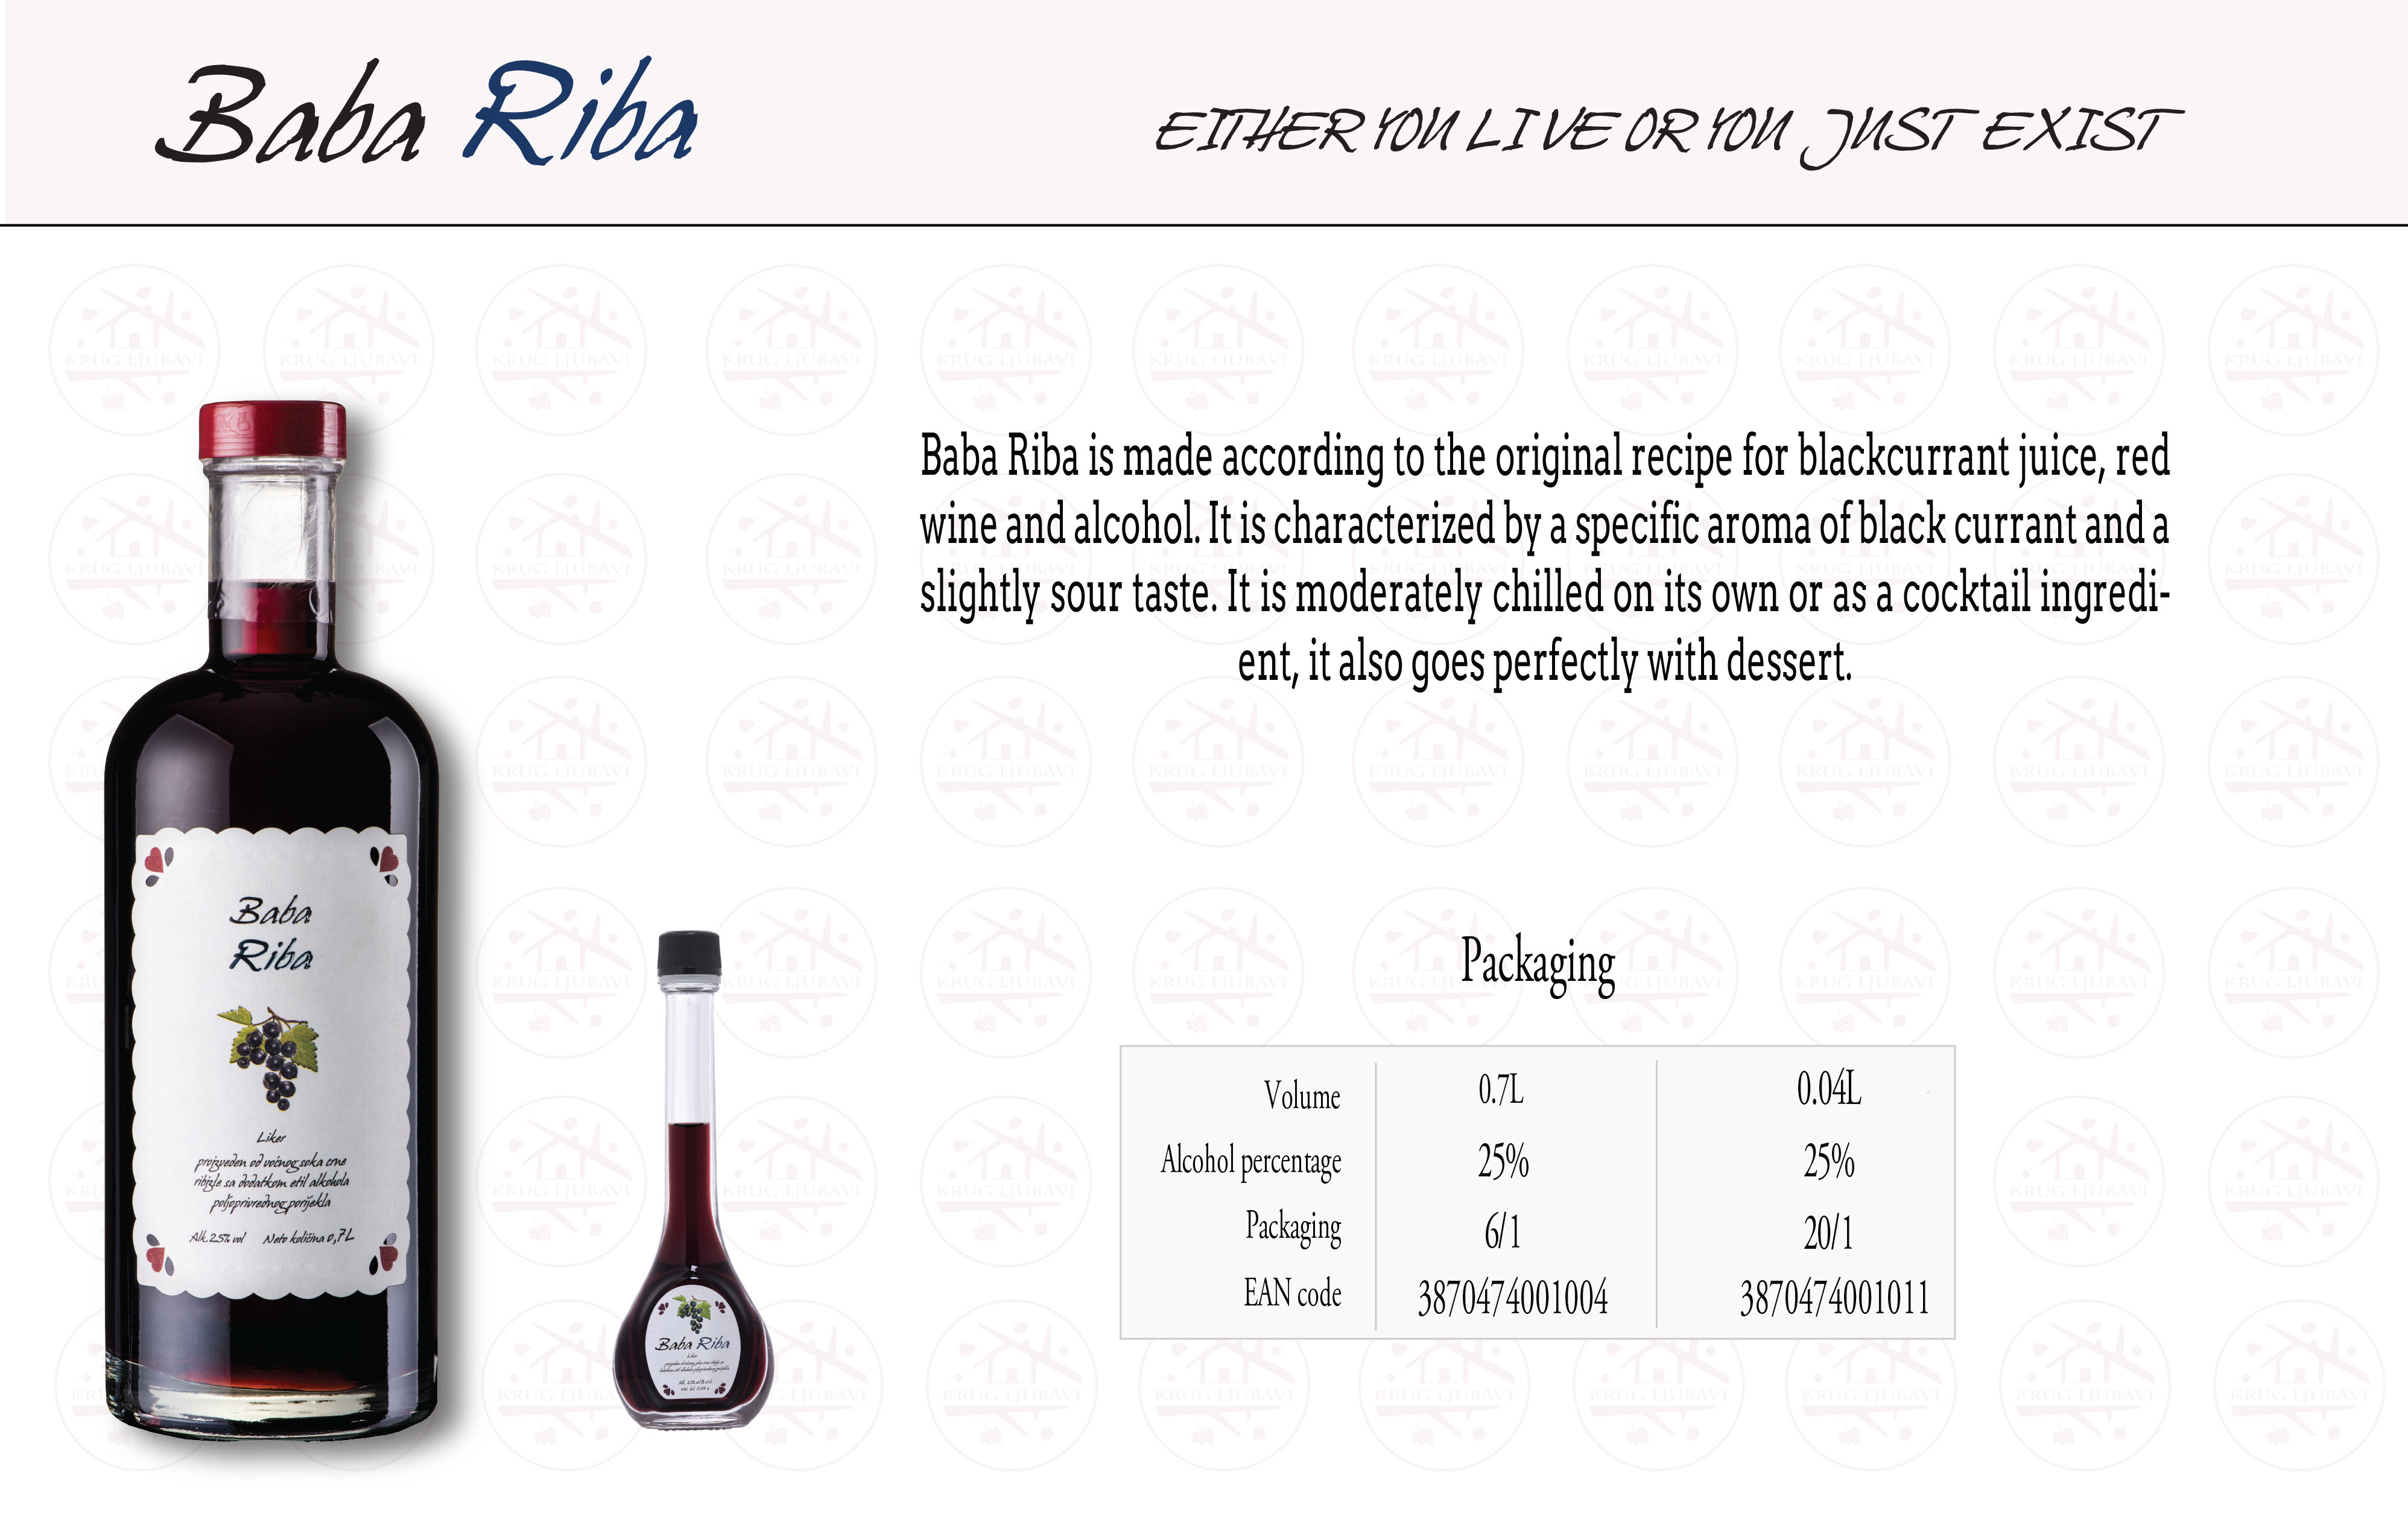 Baba Riba
EITHER YOU LIVE OR YOU JUST EXIST
Baba Riba is made according to the original recipe for blackcurrant juice, red
wine and alcohol. It is characterized by a specific aroma of black currant and a
slightly sour taste. It is moderately chilled on its own or as a cocktail ingredi-
ent, it also goes perfectly with dessert.
Baba
Riba
Liker
proizveden od voćnog soka crne
ribizle sa dodatkom etil alkohola
poljoprivrednog porijekla
Alk. 25% vol Neto količina 0,7 L
Baba Riba
Liker
Packaging
Volume 0.7L 0.04L
Alcohol percentage 25% 25%
Packaging 6/1 20/1
EAN code 3870474001004 3870474001011
KRUG LJUBAVI